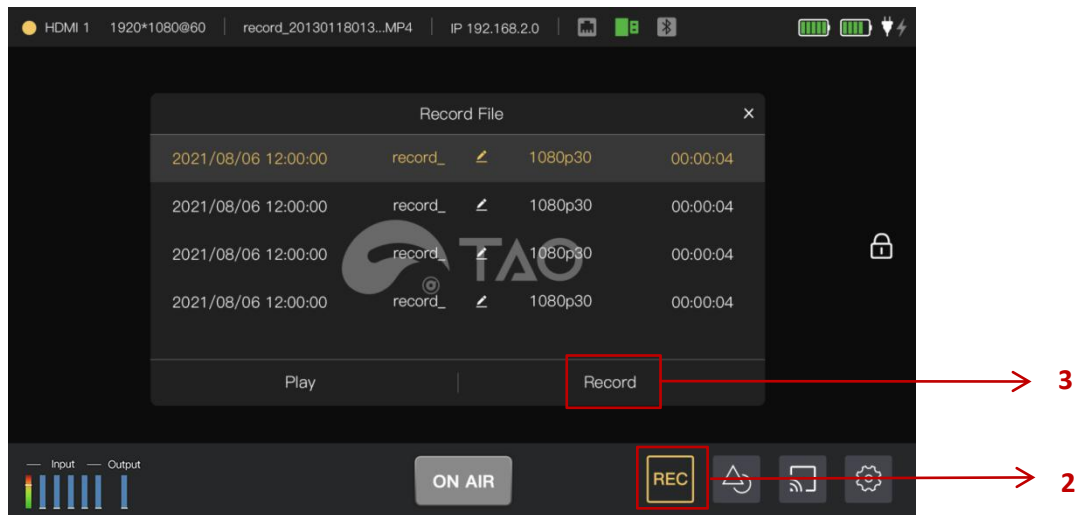 HDMI 1 1920*1080@60 record_20130118013...MP4 IP 192.168.2.0
Record File ×
2021/08/06 12:00:00 record_ 1080p30 00:00:04
2021/08/06 12:00:00 record_ 1080p30 00:00:04
2021/08/06 12:00:00 record_ 1080p30 00:00:04
TAO
2021/08/06 12:00:00 record_ 1080p30 00:00:04
Play Record
3
Input Output
ON AIR REC
2